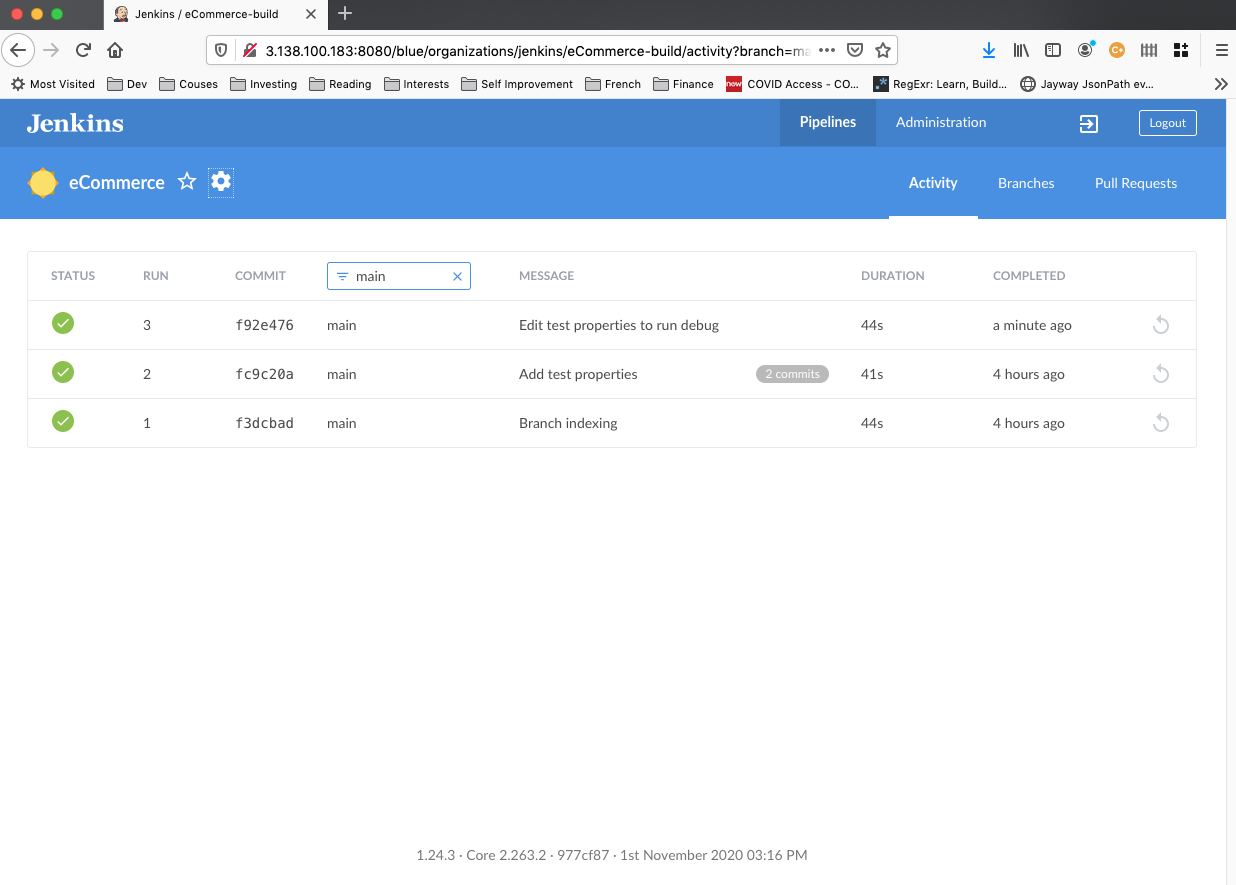 Jenkins / eCommerce-build
3.138.100.183:8080/blue/organizations/jenkins/eCommerce-build/activity?branch=ma
Most Visited Dev Couses Investing Reading Interests Self Improvement French Finance now COVID Access - CO... .* RegExr: Learn, Build... Jayway JsonPath ev...
Jenkins Pipelines Administration Logout
eCommerce Activity Branches Pull Requests
STATUS RUN COMMIT main MESSAGE DURATION COMPLETED
3 f92e476 main Edit test properties to run debug 44s a minute ago
2 fc9c20a main Add test properties 2 commits 41s 4 hours ago
1 f3dcbad main Branch indexing 44s 4 hours ago
1.24.3 · Core 2.263.2 · 977cf87 · 1st November 2020 03:16 PM